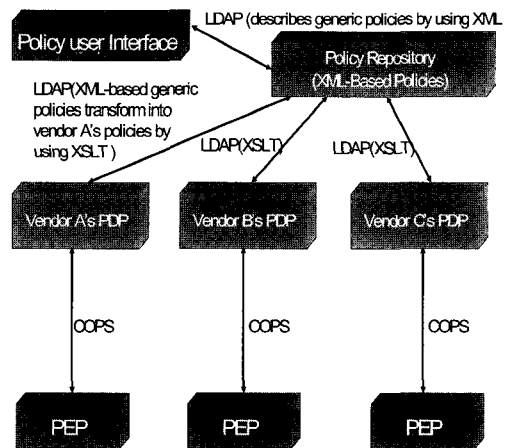 LDAP (describes generic policies by using XML
Policy user Interface
Policy Repository
(XML-Based Policies)
LDAP(XML-based generic
policies transform into
vendor A's policies by
using XSLT )
LDAP(XSLT)
LDAP(XSLT)
Vendor A's PDP
Vendor B's PDP
Vendor C's PDP
COPS
COPS
COPS
PEP
PEP
PEP